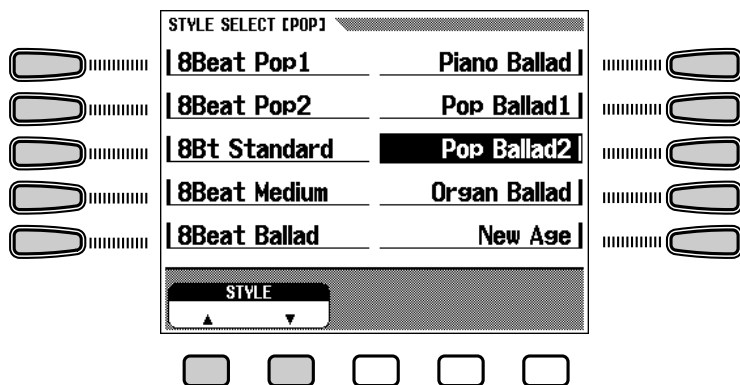 STYLE SELECT [POP]
8Beat Pop1 Piano Ballad
8Beat Pop2 Pop Ballad1
8Bt Standard Pop Ballad2
8Beat Medium Organ Ballad
8Beat Ballad New Age
STYLE
▲ ▼